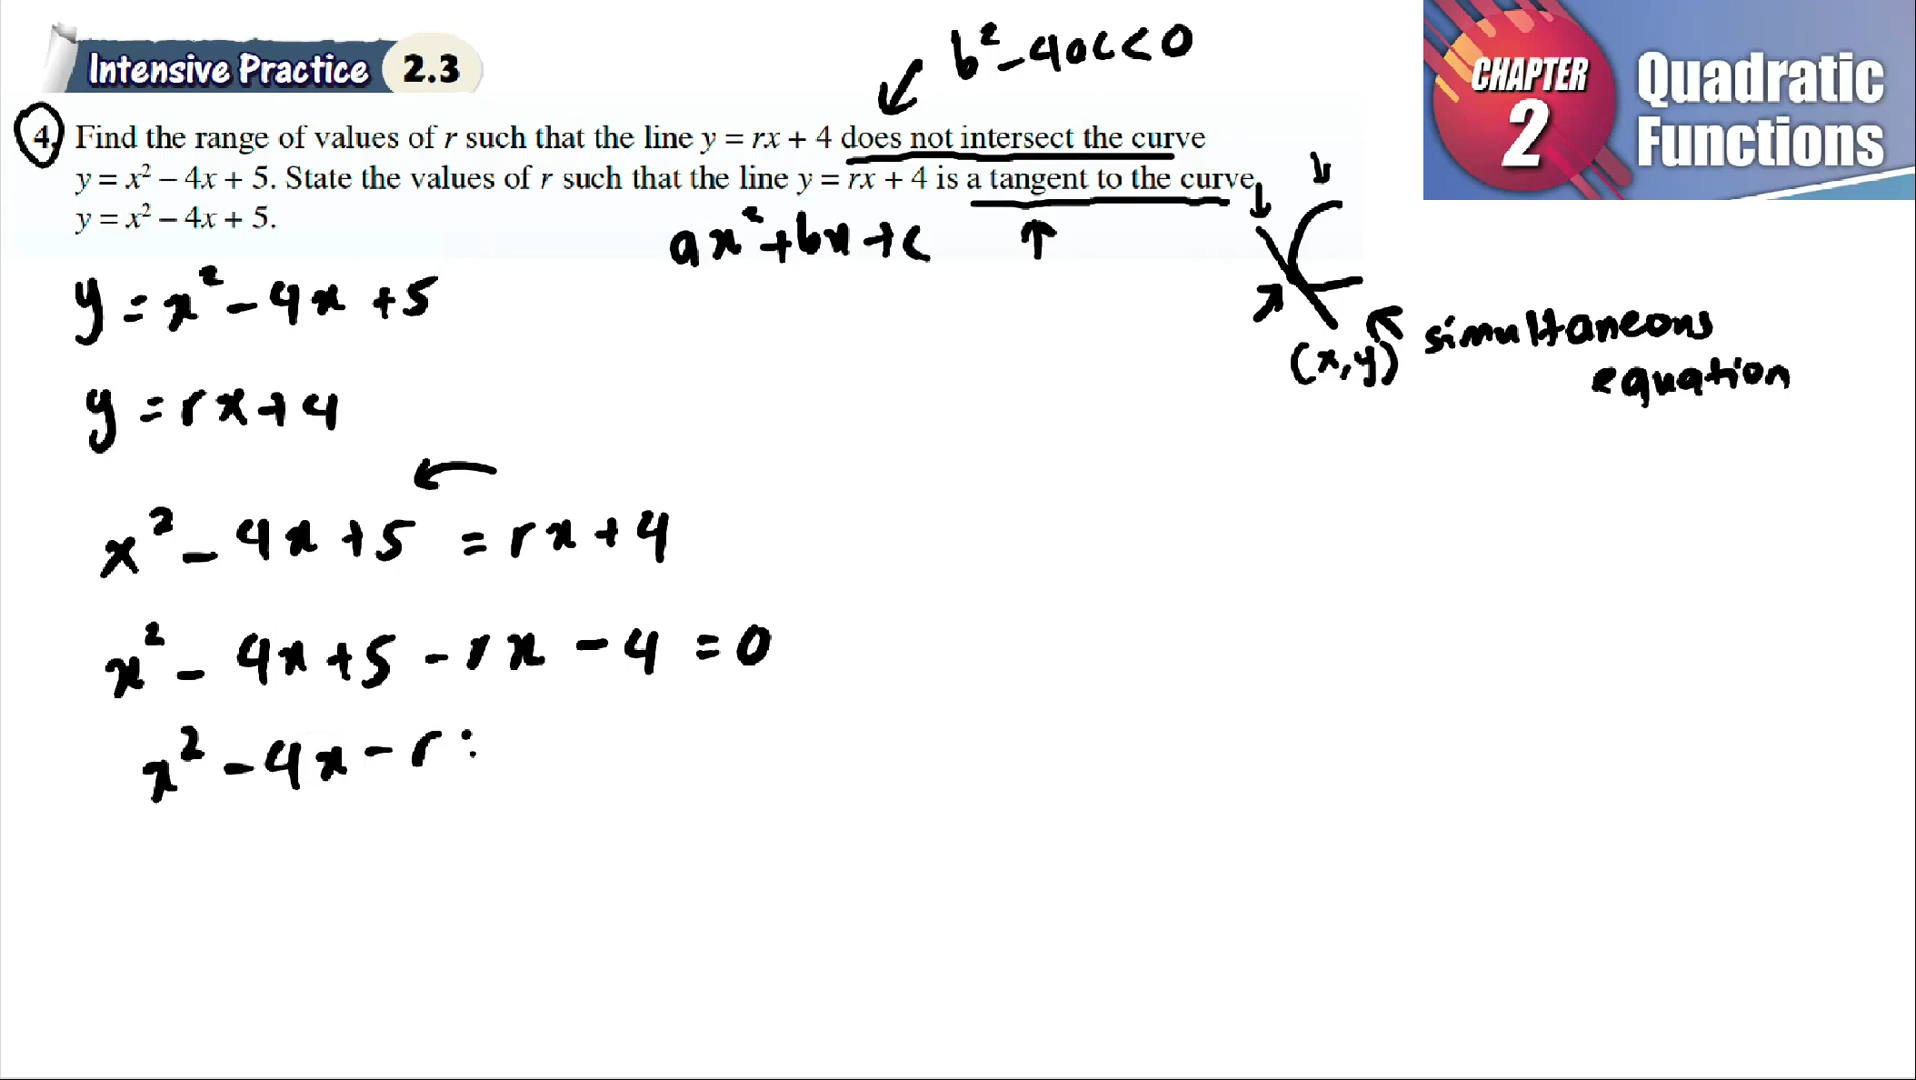 Intensive Practice 2.3
b² - 4ac < 0
CHAPTER 2
Quadratic Functions
4. Find the range of values of r such that the line y = rx + 4 does not intersect the curve
y = x² – 4x + 5. State the values of r such that the line y = rx + 4 is a tangent to the curve
y = x² – 4x + 5.
ax² + bx + c
y = x² - 4x + 5
(x, y)
simultaneous
equation
y = rx + 4
x² - 4x + 5 = rx + 4
x² - 4x + 5 - rx - 4 = 0
x² - 4x - r